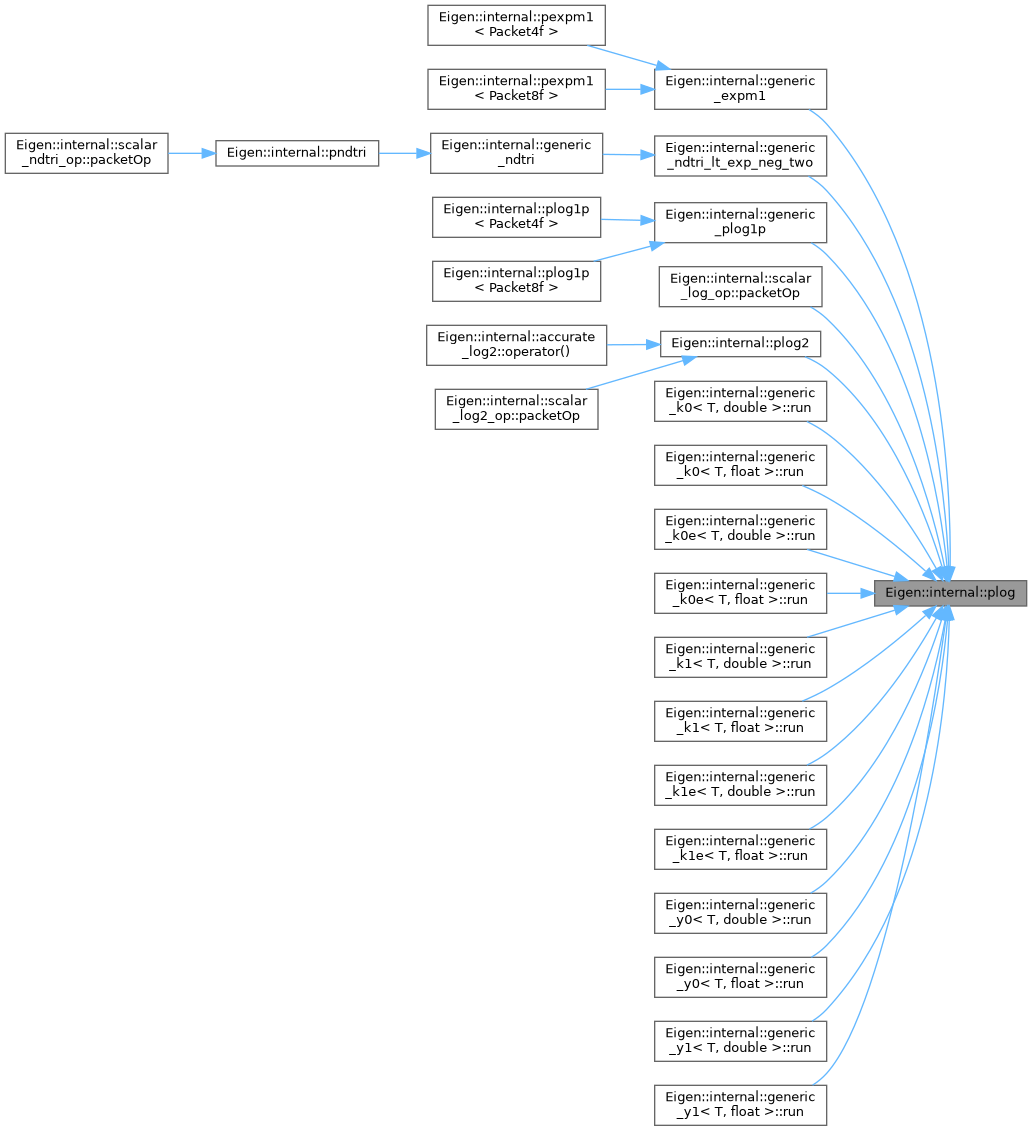 Eigen::internal::pexpm1
< Packet4f >
Eigen::internal::pexpm1
< Packet8f >
Eigen::internal::generic
_expm1
Eigen::internal::scalar
_ndtri_op::packetOp
Eigen::internal::pndtri
Eigen::internal::generic
_ndtri
Eigen::internal::generic
_ndtri_lt_exp_neg_two
Eigen::internal::plog1p
< Packet4f >
Eigen::internal::generic
_plog1p
Eigen::internal::plog1p
< Packet8f >
Eigen::internal::scalar
_log_op::packetOp
Eigen::internal::accurate
_log2::operator()
Eigen::internal::plog2
Eigen::internal::scalar
_log2_op::packetOp
Eigen::internal::generic
_k0< T, double >::run
Eigen::internal::generic
_k0< T, float >::run
Eigen::internal::generic
_k0e< T, double >::run
Eigen::internal::generic
_k0e< T, float >::run
Eigen::internal::plog
Eigen::internal::generic
_k1< T, double >::run
Eigen::internal::generic
_k1< T, float >::run
Eigen::internal::generic
_k1e< T, double >::run
Eigen::internal::generic
_k1e< T, float >::run
Eigen::internal::generic
_y0< T, double >::run
Eigen::internal::generic
_y0< T, float >::run
Eigen::internal::generic
_y1< T, double >::run
Eigen::internal::generic
_y1< T, float >::run